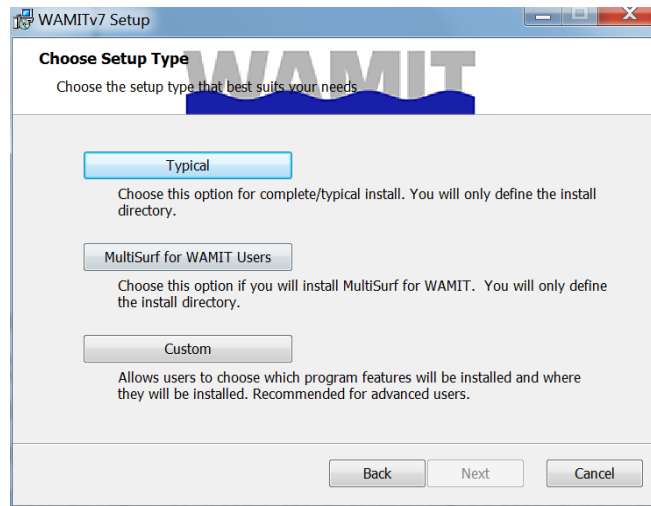 WAMITv7 Setup
Choose Setup Type
WAMIT
Choose the setup type that best suits your needs
Typical
Choose this option for complete/typical install. You will only define the install
directory.
MultiSurf for WAMIT Users
Choose this option if you will install MultiSurf for WAMIT. You will only define
the install directory.
Custom
Allows users to choose which program features will be installed and where
they will be installed. Recommended for advanced users.
Back
Next
Cancel